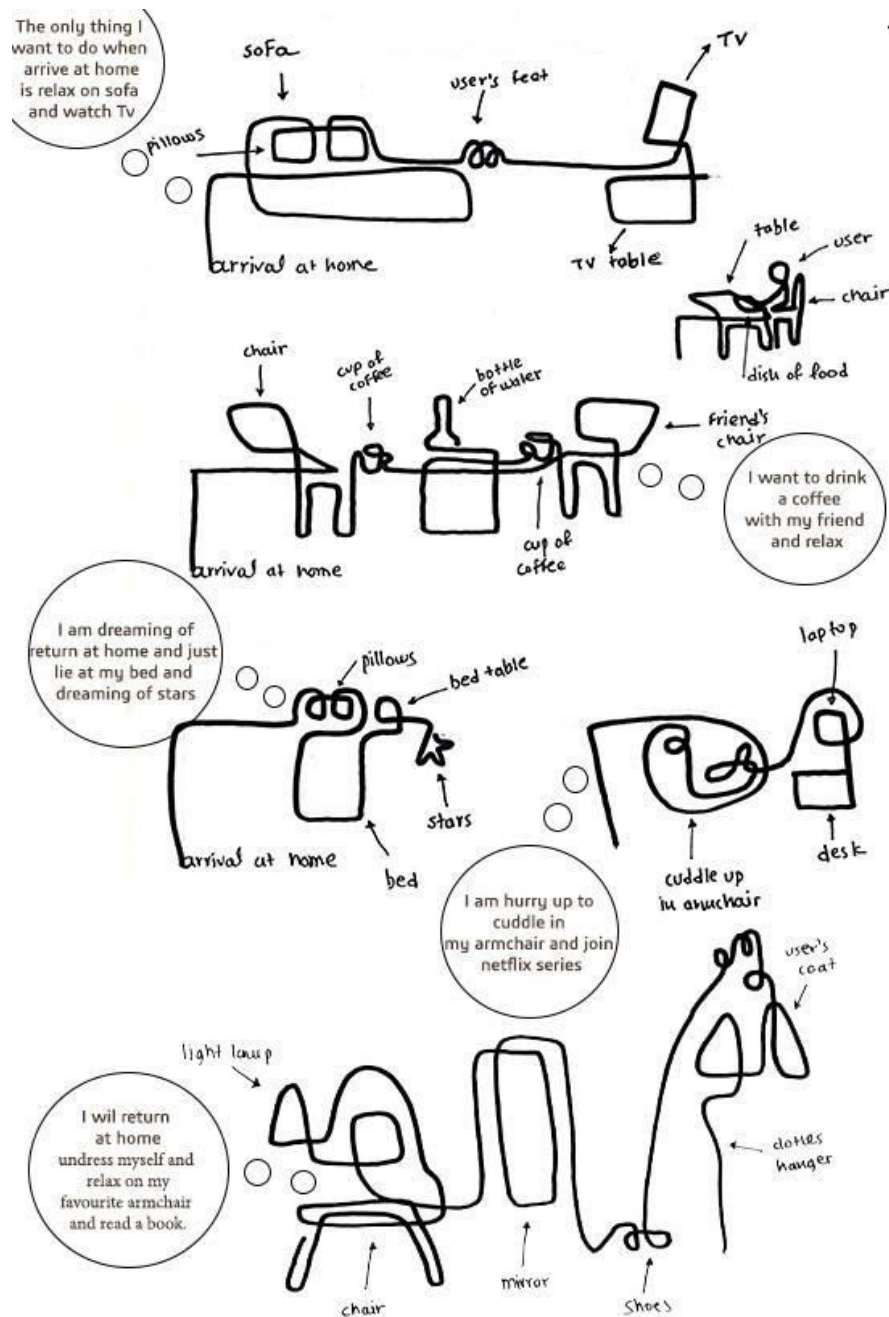 The only thing I
want to do when
arrive at home
is relax on sofa
and watch Tv
sofa
pillows
user's feet
TV
arrival at home
TV table
table
user
chair
dish of food
chair
cup of
coffee
bottle
of water
friend's
chair
cup of
coffee
arrival at home
I want to drink
a coffee
with my friend
and relax
I am dreaming of
return at home and just
lie at my bed and
dreaming of stars
pillows
bed table
stars
bed
arrival at home
laptop
desk
cuddle up
in armchair
I am hurry up to
cuddle in
my armchair and join
netflix series
user's
coat
clothes
hanger
light lamp
I wil return
at home
undress myself and
relax on my
favourite armchair
and read a book.
chair
mirror
shoes